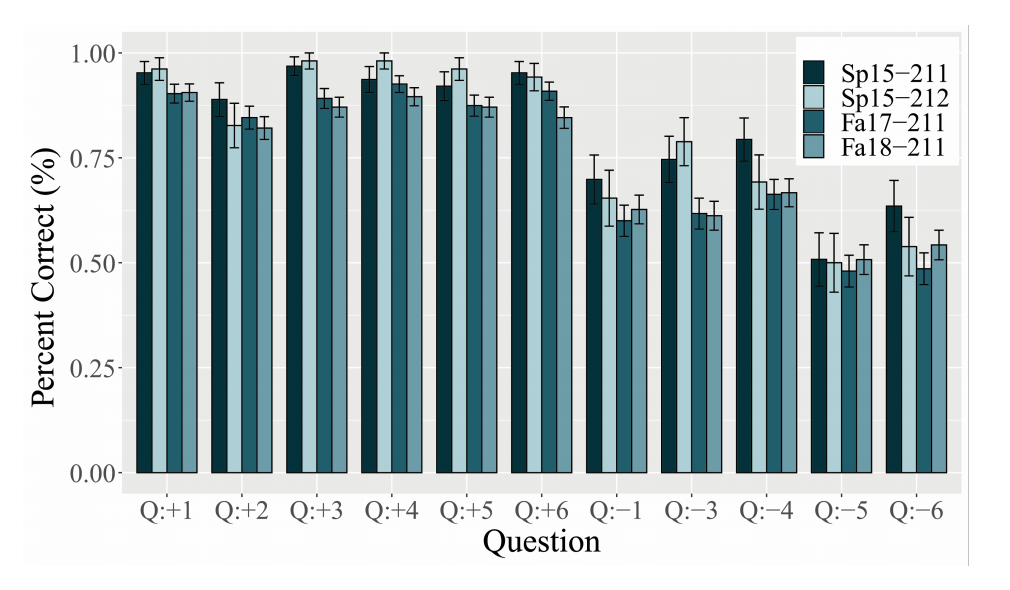 Percent Correct (%)
1.00
0.75
0.50
0.25
0.00
Sp15−211
Sp15−212
Fa17−211
Fa18−211
Q:+1 Q:+2 Q:+3 Q:+4 Q:+5 Q:+6 Q:−1 Q:−3 Q:−4 Q:−5 Q:−6
Question